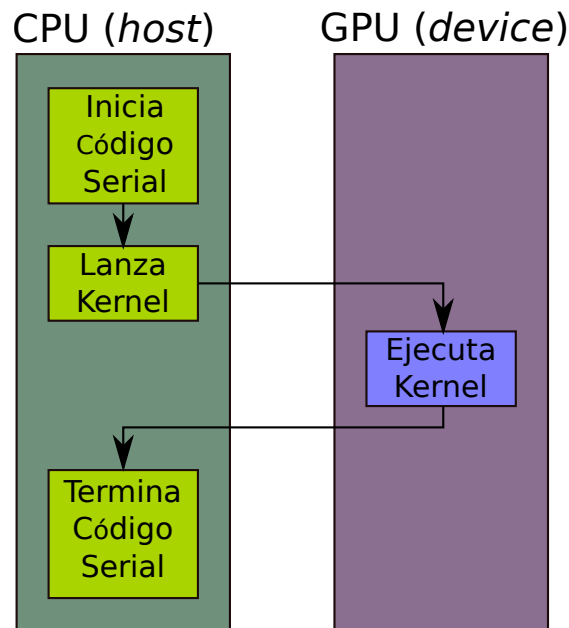 CPU (host)
GPU (device)
Inicia
Código
Serial
Lanza
Kernel
Ejecuta
Kernel
Termina
Código
Serial